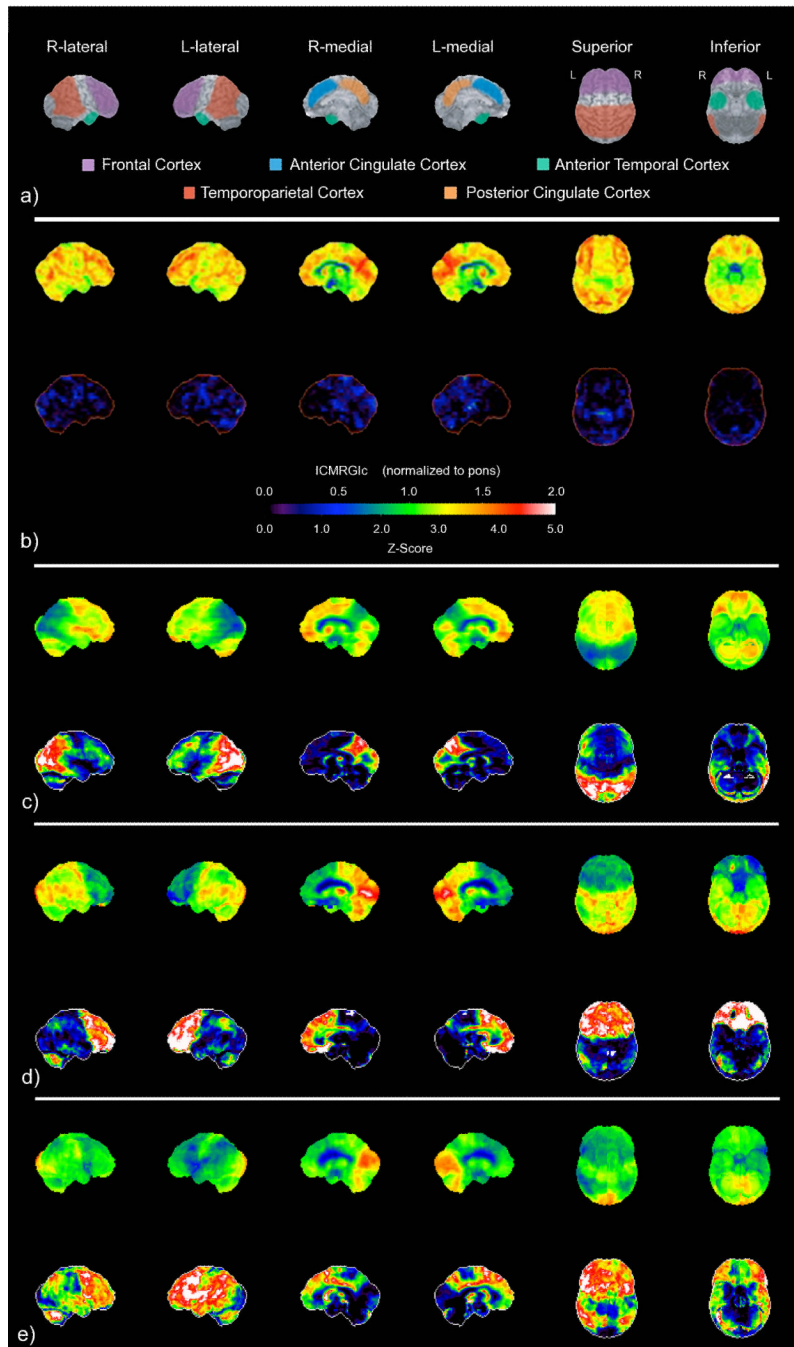 R-lateral L-lateral R-medial L-medial Superior Inferior
L R R L
Frontal Cortex Anterior Cingulate Cortex Anterior Temporal Cortex
Temporoparietal Cortex Posterior Cingulate Cortex
a)
lCMRGlc (normalized to pons)
0.0 0.5 1.0 1.5 2.0
0.0 1.0 2.0 3.0 4.0 5.0
Z-Score
b)
c)
d)
e)